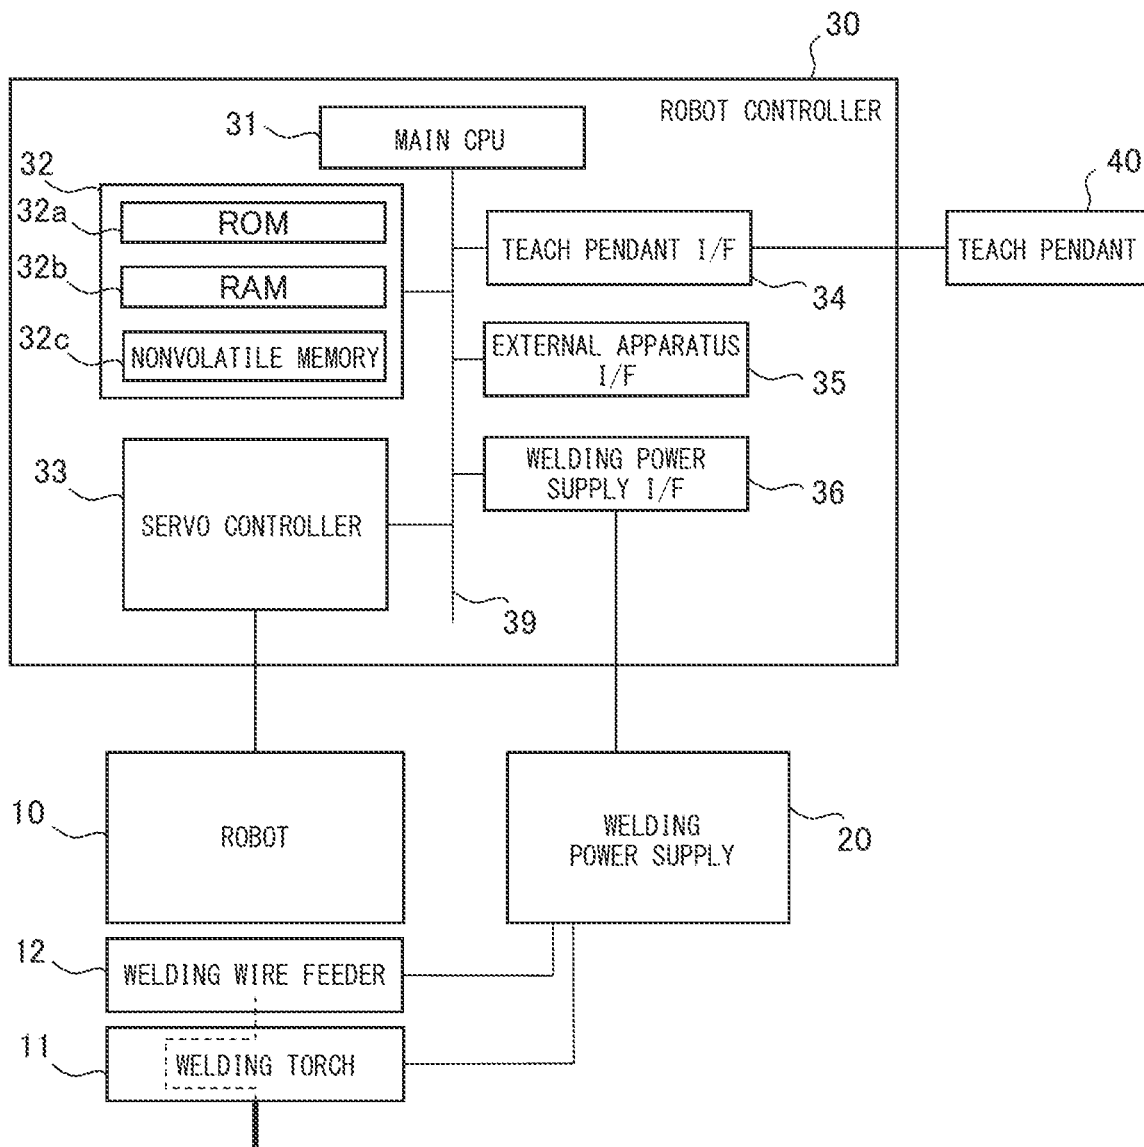 30
ROBOT CONTROLLER
31
MAIN CPU
32
32a
ROM
32b
RAM
32c
NONVOLATILE MEMORY
TEACH PENDANT I/F
34
40
TEACH PENDANT
EXTERNAL APPARATUS
I/F
35
33
SERVO CONTROLLER
WELDING POWER
SUPPLY I/F
36
39
10
ROBOT
WELDING
POWER SUPPLY
20
12
WELDING WIRE FEEDER
11
WELDING TORCH